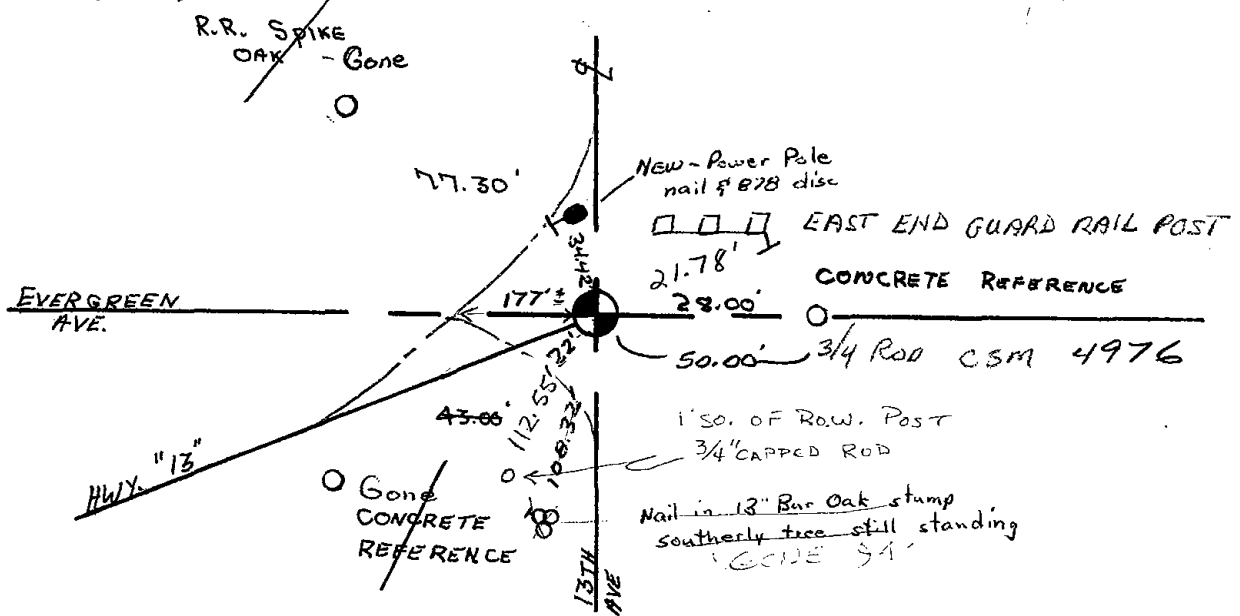 R.R. SPIKE
OAK - Gone
77.30'
NEW - Power Pole
nail & 878 disc
EAST END GUARD RAIL POST
34.42
21.78'
CONCRETE REFERENCE
28.00'
EVERGREEN
AVE.
177'±
50.00'
3/4 ROD CSM 4976
22'
43.00'
112.55'
108.32'
1' SO. OF R.O.W. POST
3/4" CAPPED ROD
HWY. "13"
Gone
CONCRETE
REFERENCE
Nail in 13" Bur Oak stump
southerly tree still standing
13TH
AVE